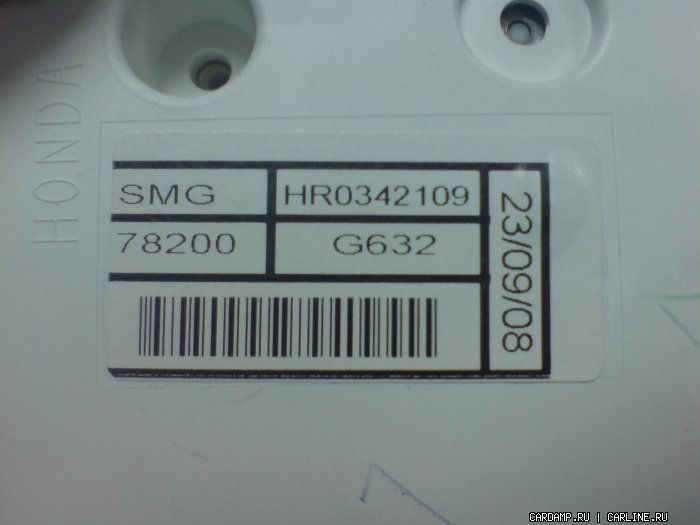 HONDA
SMG HR0342109
78200 G632
23/09/08
CARDAMP.RU | CARLINE.RU